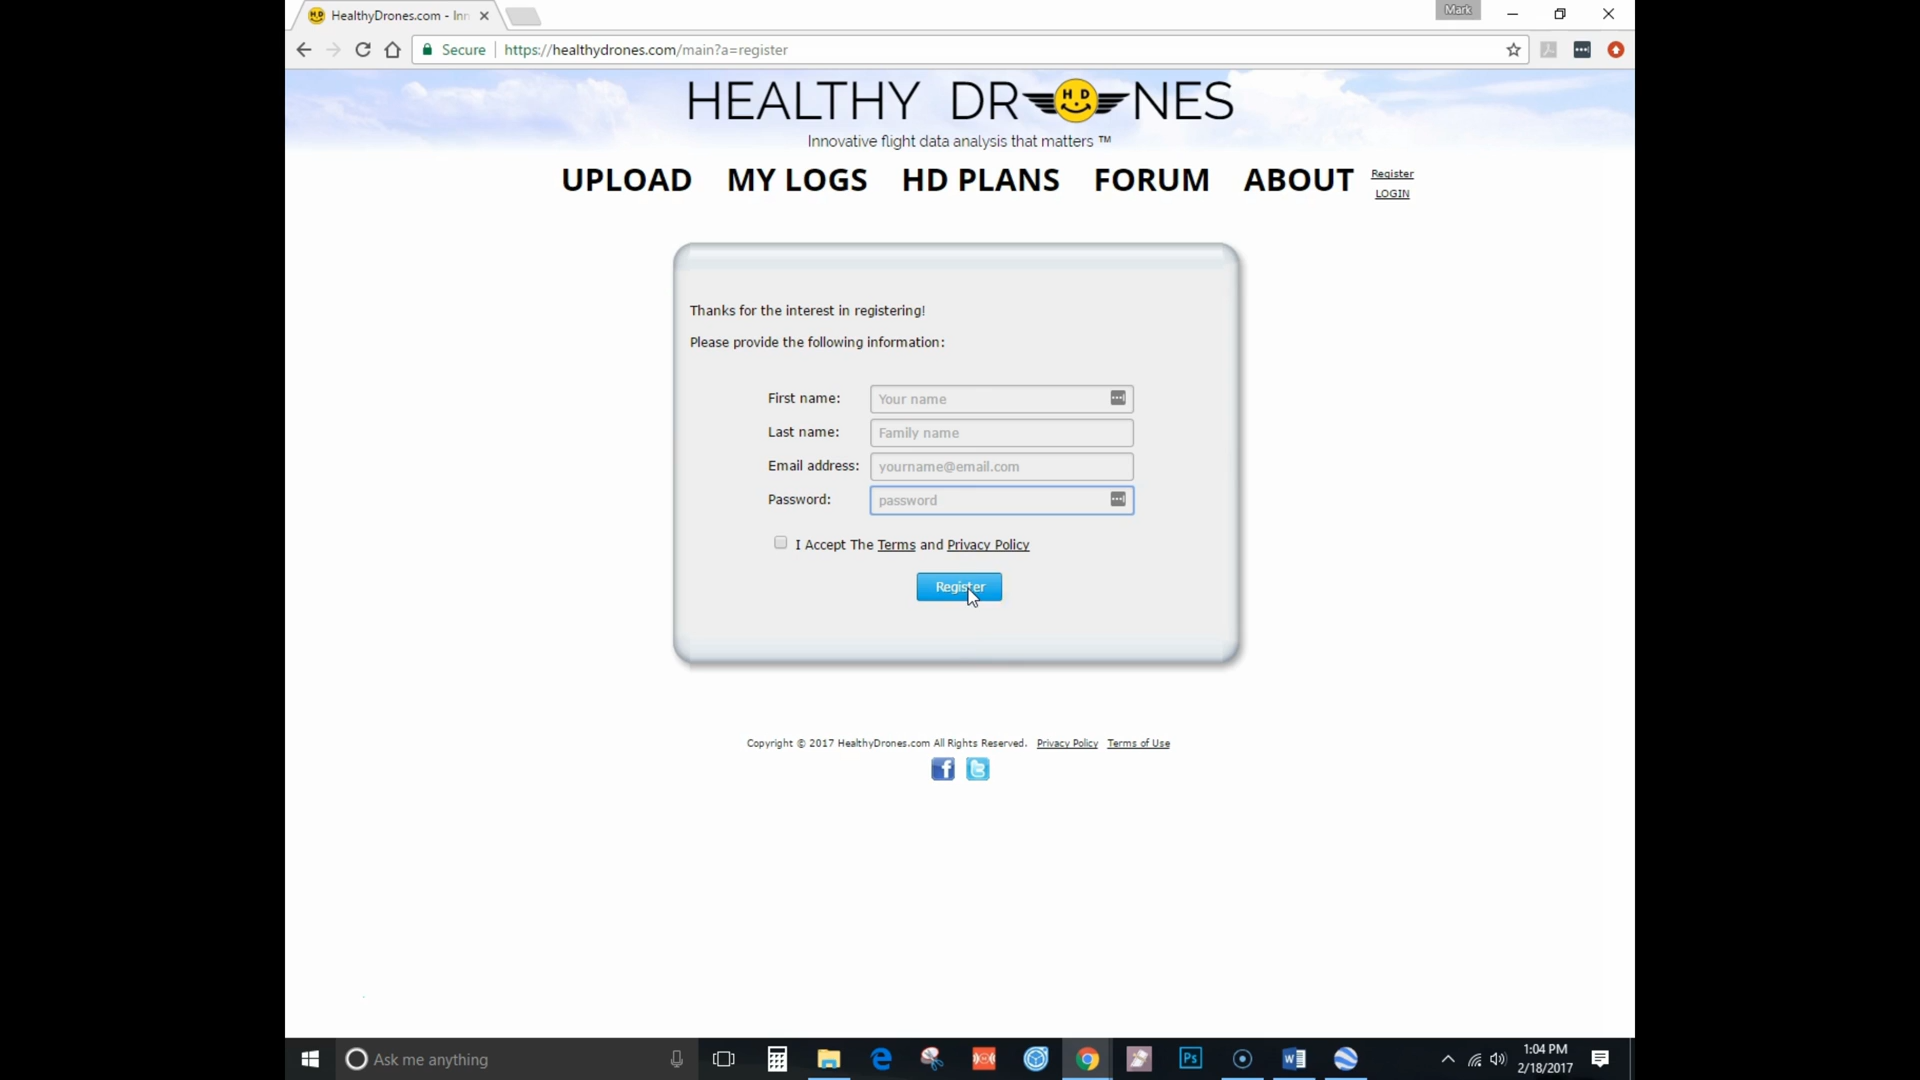 HealthyDrones.com - Inn
Mark
Secure
https://healthydrones.com/main?a=register
HEALTHY DR H.D NES
Innovative flight data analysis that matters ™
UPLOAD MY LOGS HD PLANS FORUM ABOUT
Register
LOGIN
Thanks for the interest in registering!
Please provide the following information:
First name: Your name
Last name: Family name
Email address: yourname@email.com
Password: password
I Accept The Terms and Privacy Policy
Register
Copyright © 2017 HealthyDrones.com All Rights Reserved. Privacy Policy Terms of Use
Ask me anything
Ps
1:04 PM
2/18/2017